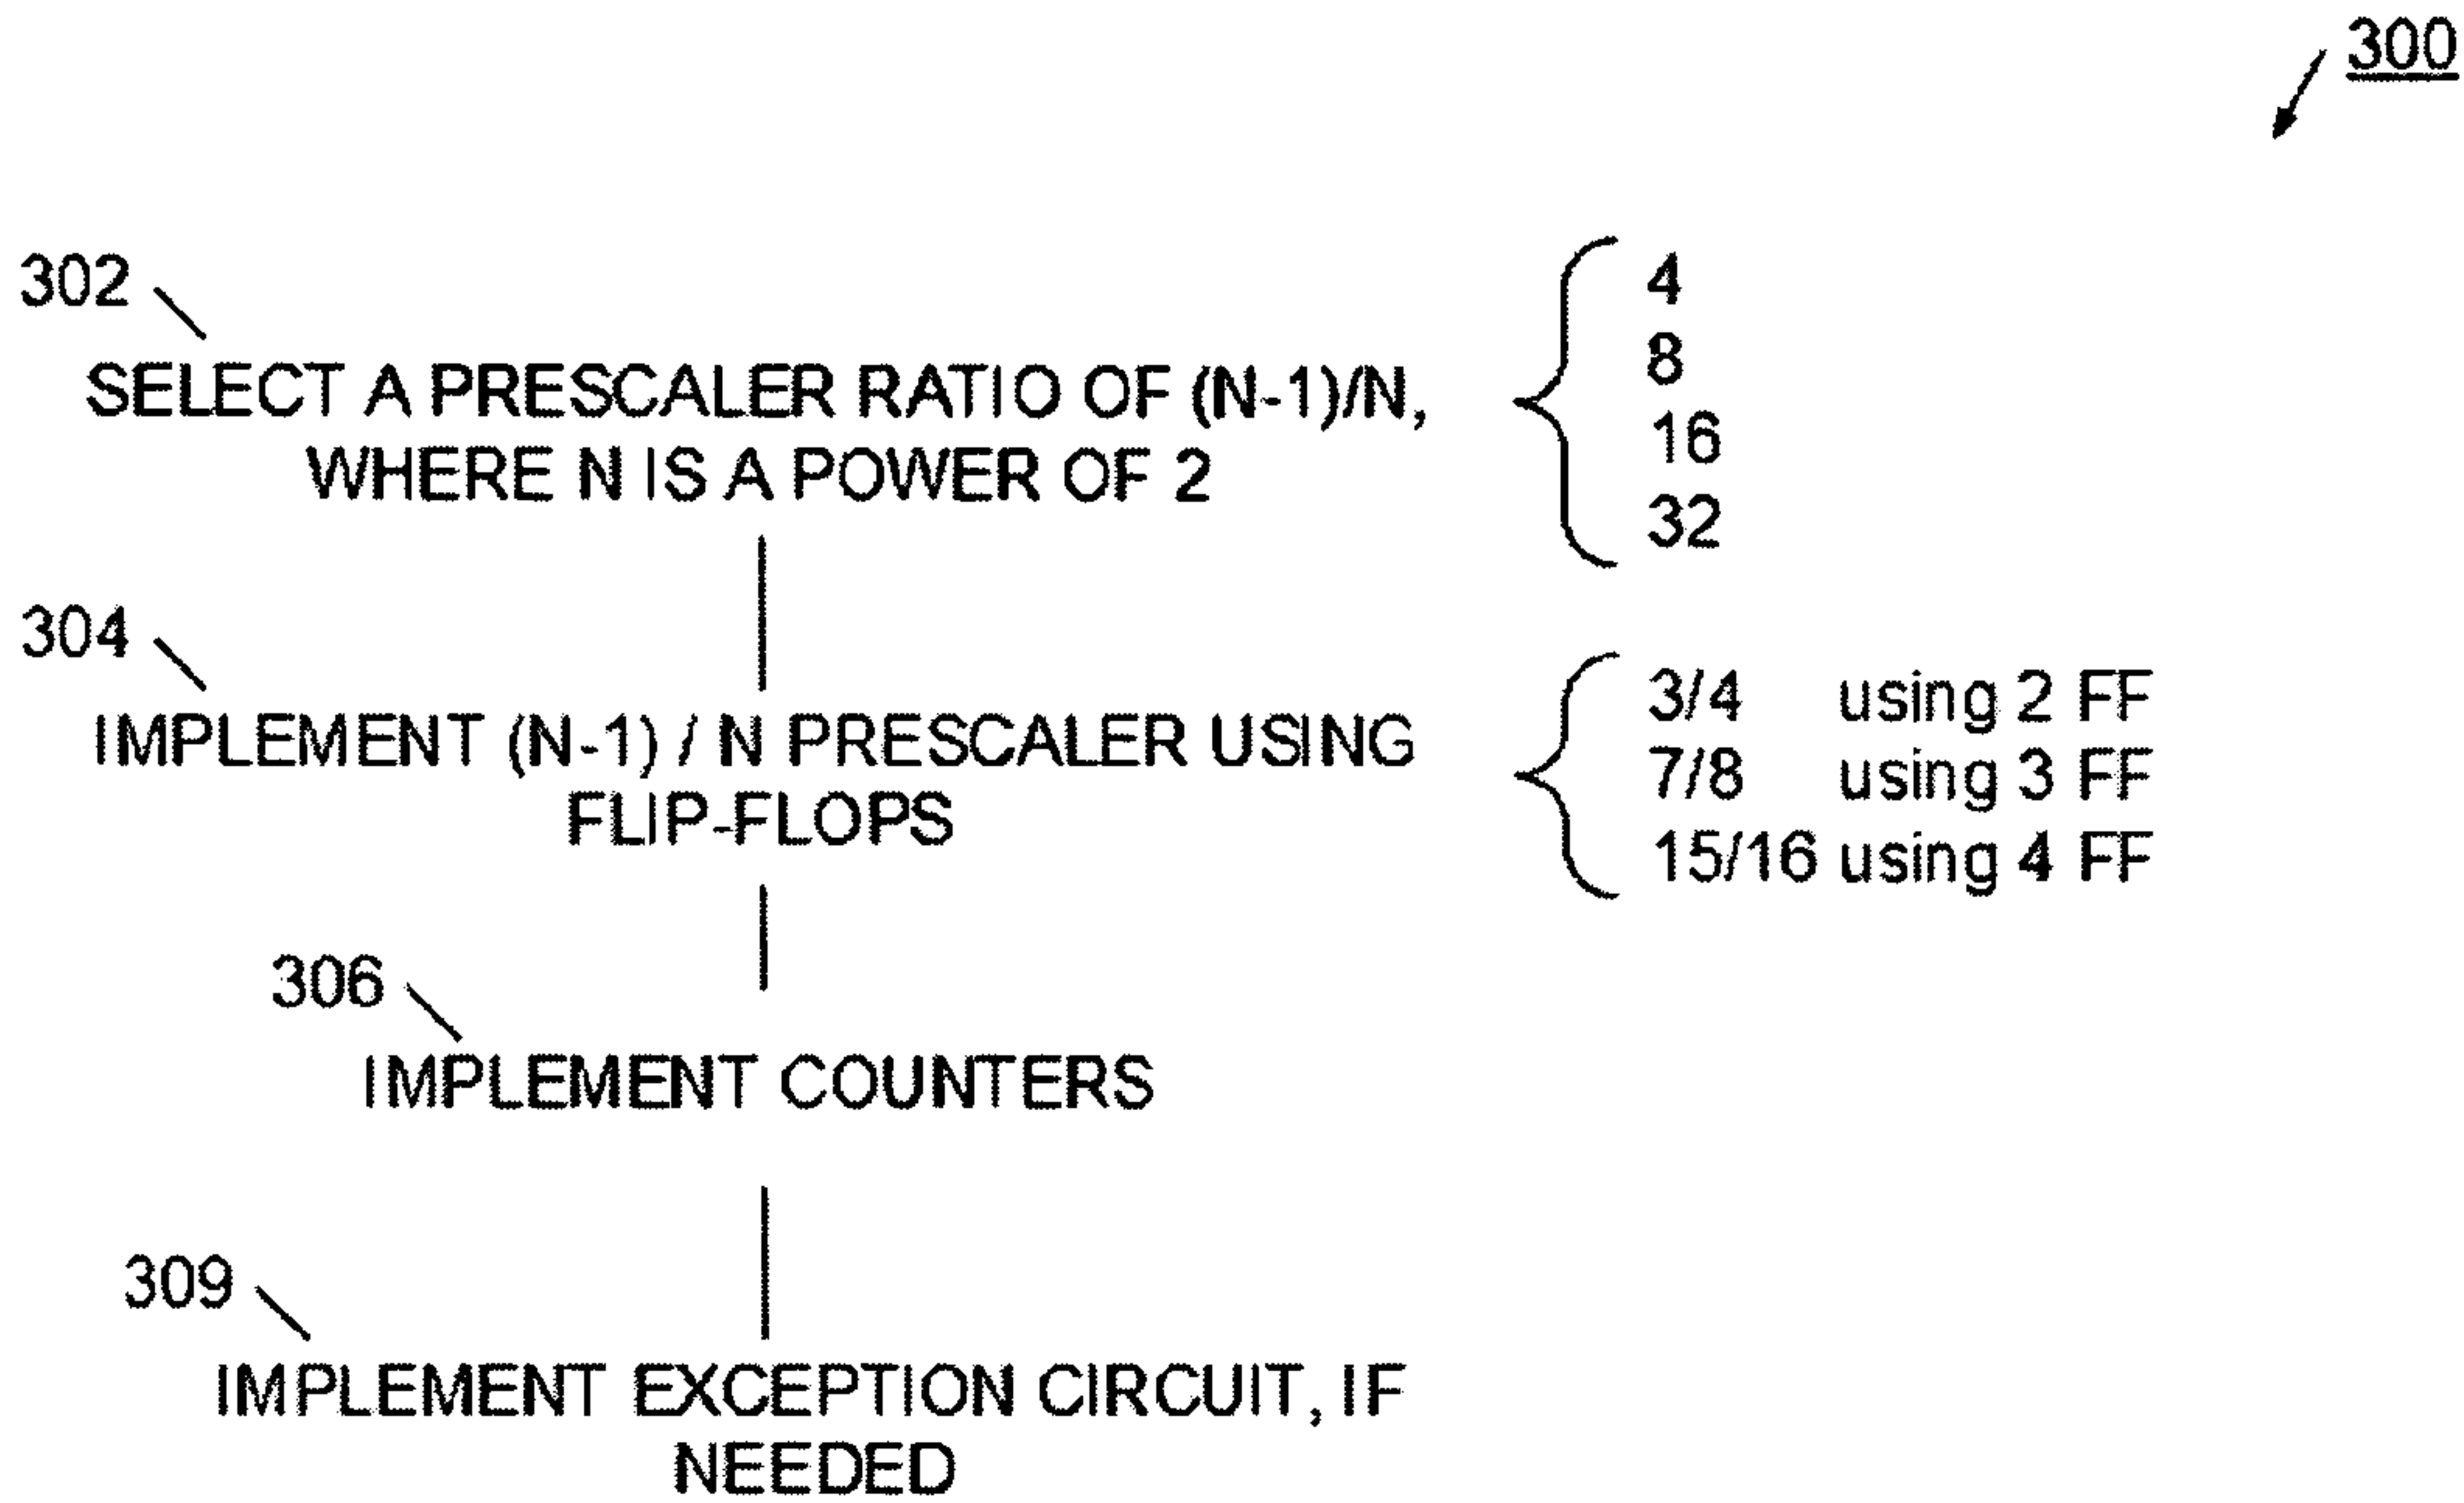 300
302
SELECT A PRESCALER RATIO OF (N-1)/N,
WHERE N IS A POWER OF 2
4
8
16
32
304
IMPLEMENT (N-1) / N PRESCALER USING
FLIP-FLOPS
3/4 using 2 FF
7/8 using 3 FF
15/16 using 4 FF
306
IMPLEMENT COUNTERS
309
IMPLEMENT EXCEPTION CIRCUIT, IF
NEEDED